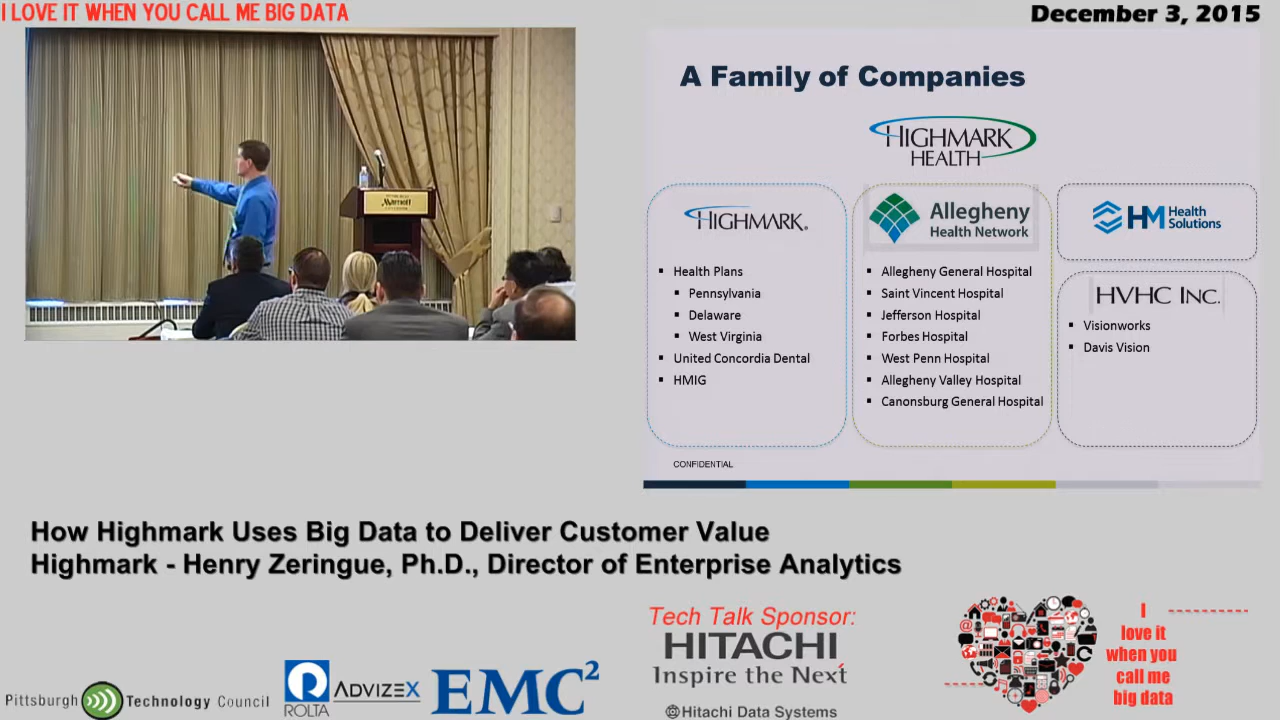 I LOVE IT WHEN YOU CALL ME BIG DATA
December 3, 2015
Marriott
A Family of Companies
HIGHMARK
HEALTH
HIGHMARK.
▪ Health Plans
▪ Pennsylvania
▪ Delaware
▪ West Virginia
▪ United Concordia Dental
▪ HMIG
Allegheny
Health Network
▪ Allegheny General Hospital
▪ Saint Vincent Hospital
▪ Jefferson Hospital
▪ Forbes Hospital
▪ West Penn Hospital
▪ Allegheny Valley Hospital
▪ Canonsburg General Hospital
HM Health
Solutions
HVHC INC.
▪ Visionworks
▪ Davis Vision
CONFIDENTIAL
How Highmark Uses Big Data to Deliver Customer Value
Highmark - Henry Zeringue, Ph.D., Director of Enterprise Analytics
Pittsburgh Technology Council
ROLTA
ADVIZEX
EMC²
Tech Talk Sponsor:
HITACHI
Inspire the Next
@Hitachi Data Systems
I
love it
when you
call me
big data